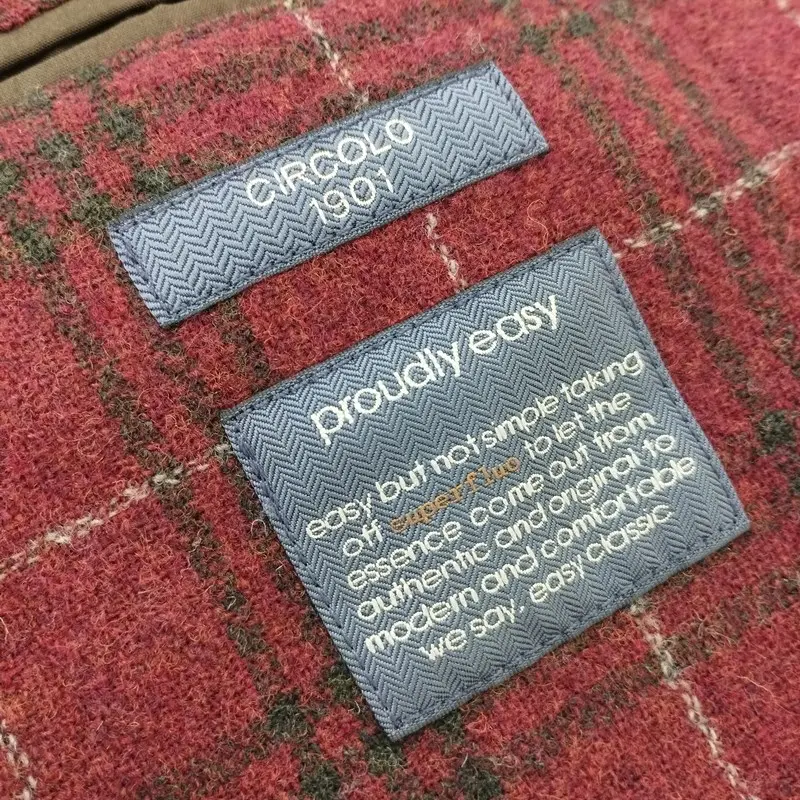 CIRCOLO
1901
proudly easy
easy but not simple taking
off superfluo to let the
essence come out from
authentic and original to
modern and comfortable
we say, easy classic